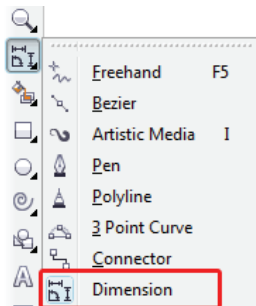 Freehand F5
Bezier
Artistic Media I
Pen
Polyline
3 Point Curve
Connector
Dimension